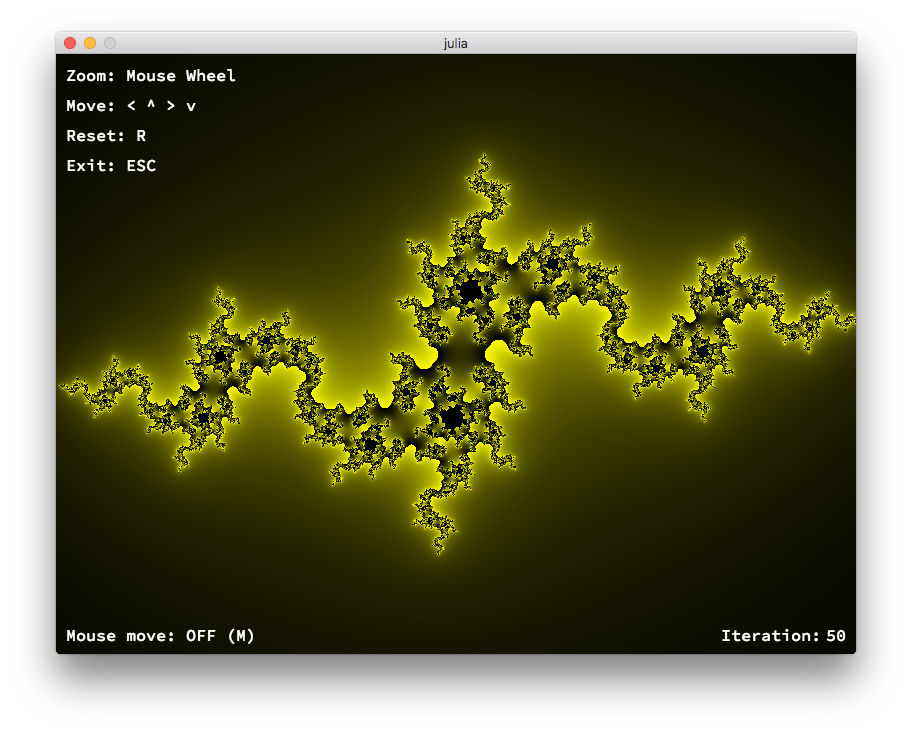 julia
Zoom: Mouse Wheel
Move: < ^ > v
Reset: R
Exit: ESC
Mouse move: OFF (M)
Iteration: 50